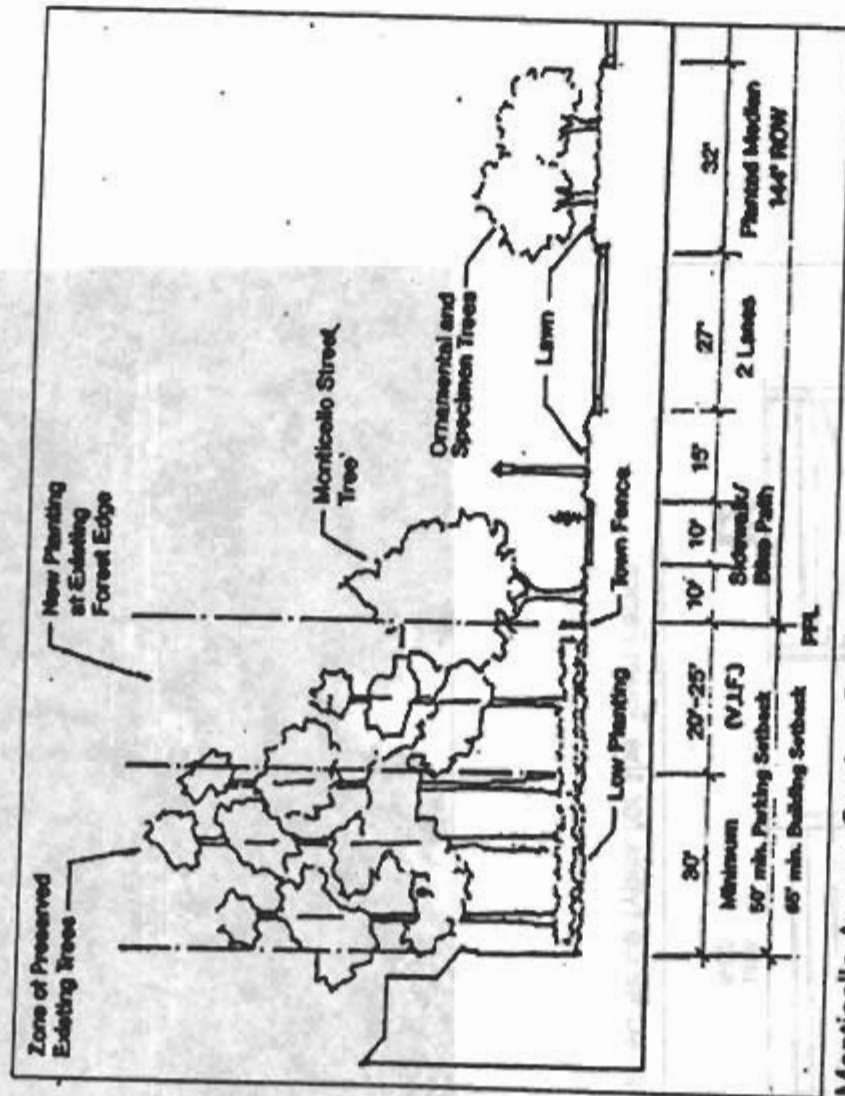 Zone of Preserved
Existing Trees
New Planting
at Existing
Forest Edge
Monticello Street
Tree
Ornamental and
Specimen Trees
Lawn
Low Planting
Town Fence
30'
20'-25'
10'
10'
15'
27'
32'
Minimum
(V.I.F.)
Sidewalk/
Bike Path
2 Lanes
Planted Median
50' min. Parking Setback
144' ROW
65' min. Building Setback
PPL
Monticello